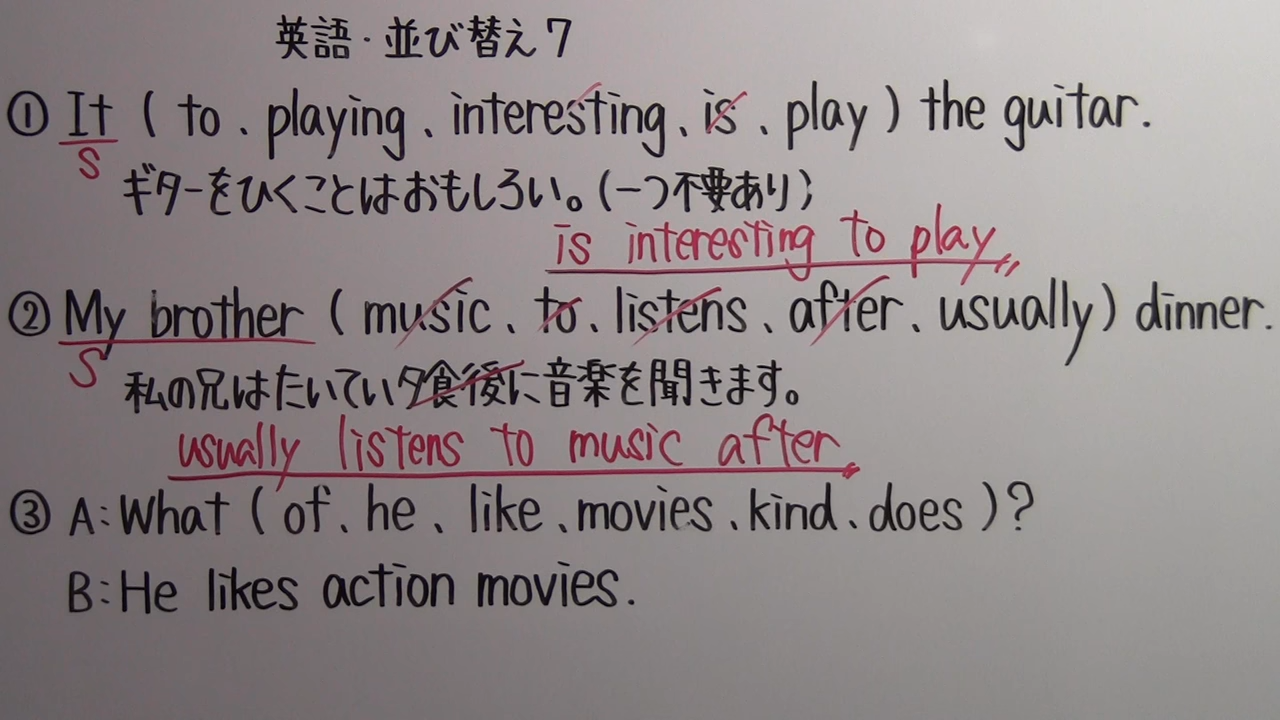 英語・並び替え7
① It ( to 、 playing 、 interesting 、 is 、 play ) the guitar.
S
ギターをひくことはおもしろい。(一つ不要あり)
is interesting to play
② My brother ( music 、 to 、 listens 、 after 、 usually ) dinner.
S
私の兄はたいてい夕食後に音楽を聞きます。
usually listens to music after
③ A: What ( of 、 he 、 like 、 movies 、 kind 、 does ) ?
B: He likes action movies.